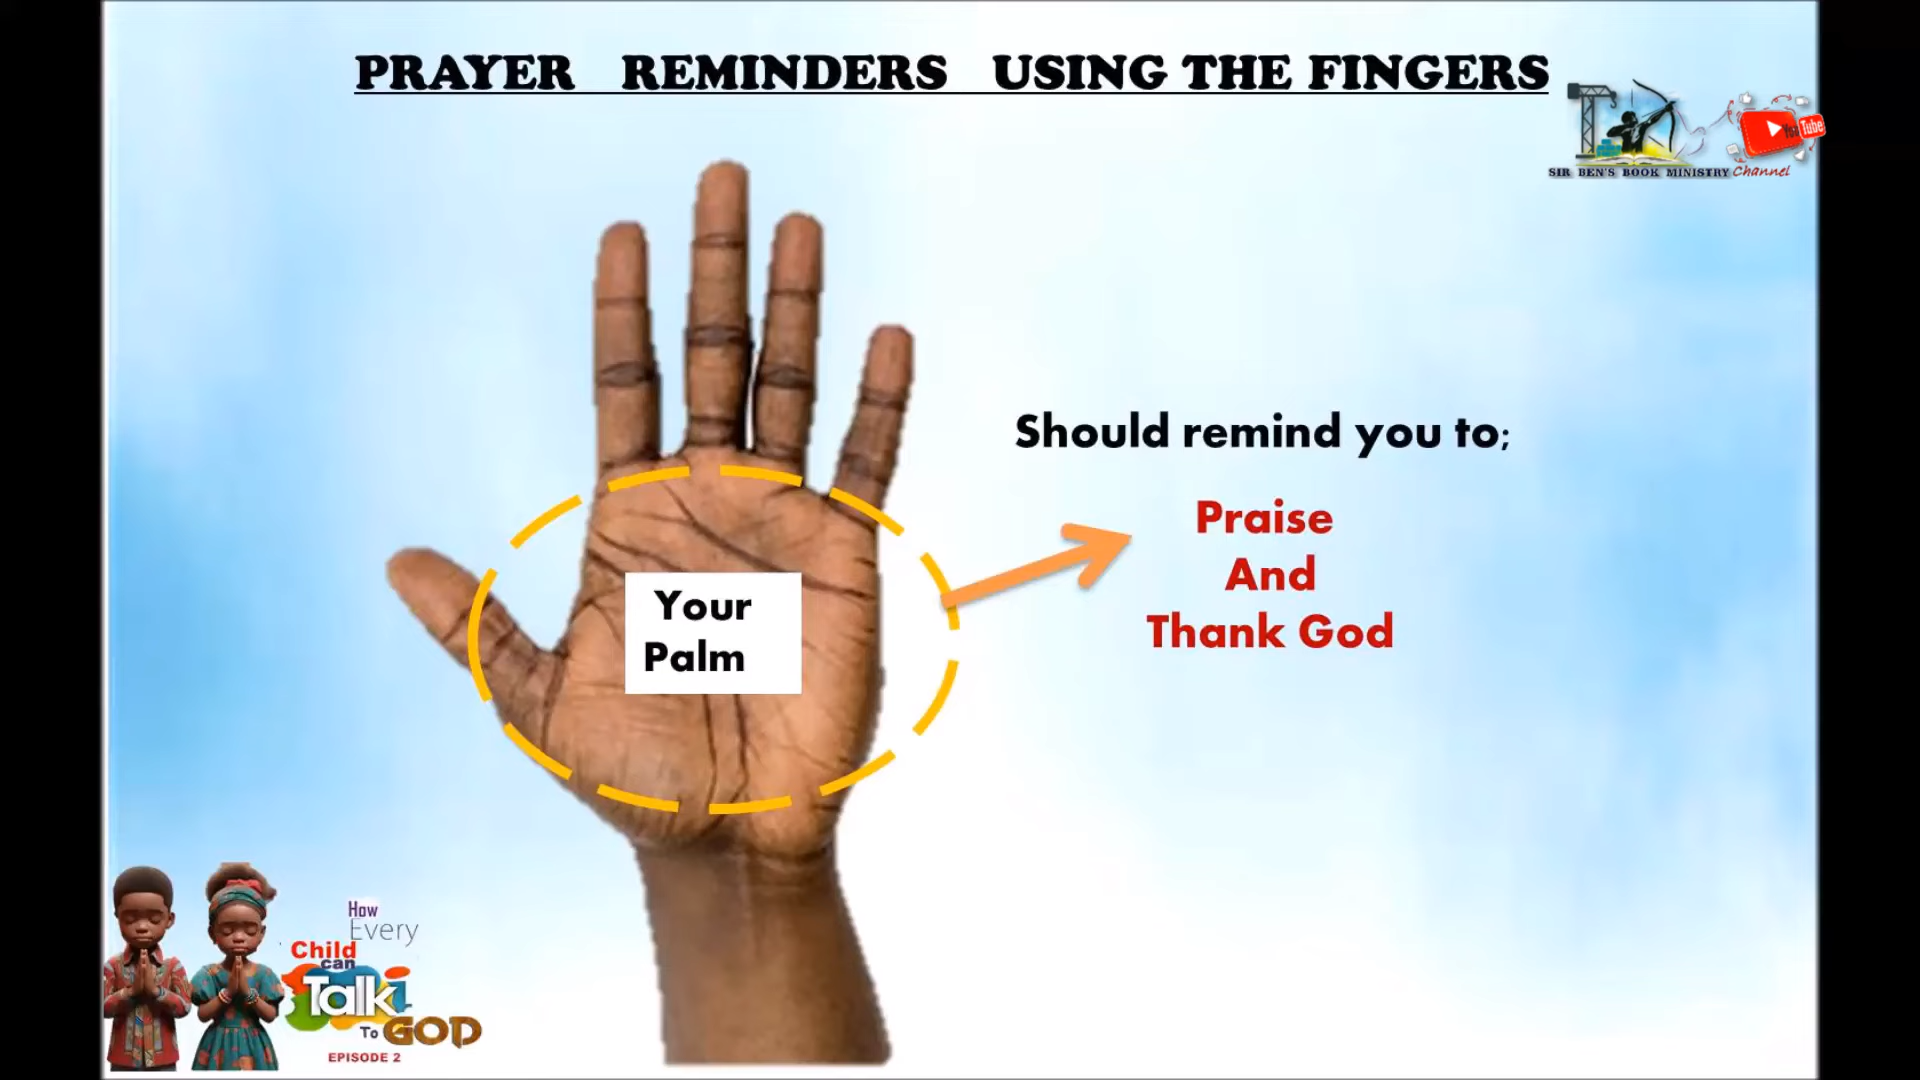 PRAYER REMINDERS USING THE FINGERS
SIR BEN'S BOOK MINISTRY Channel
YouTube
Should remind you to;
Praise
And
Thank God
Your
Palm
How
Every
Child
can
Talk
To GOD
EPISODE 2